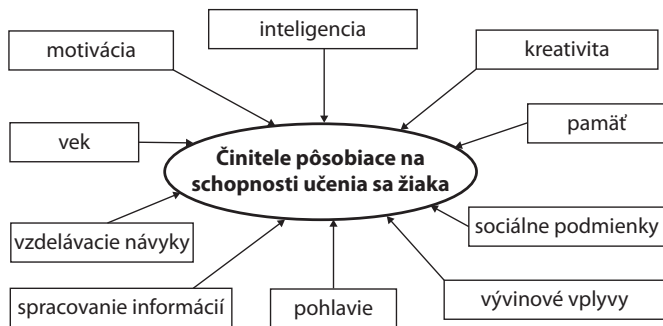 inteligencia
motivácia
kreativita
vek
pamäť
Činitele pôsobiace na
schopnosti učenia sa žiaka
vzdelávacie návyky
sociálne podmienky
spracovanie informácií
pohlavie
vývinové vplyvy